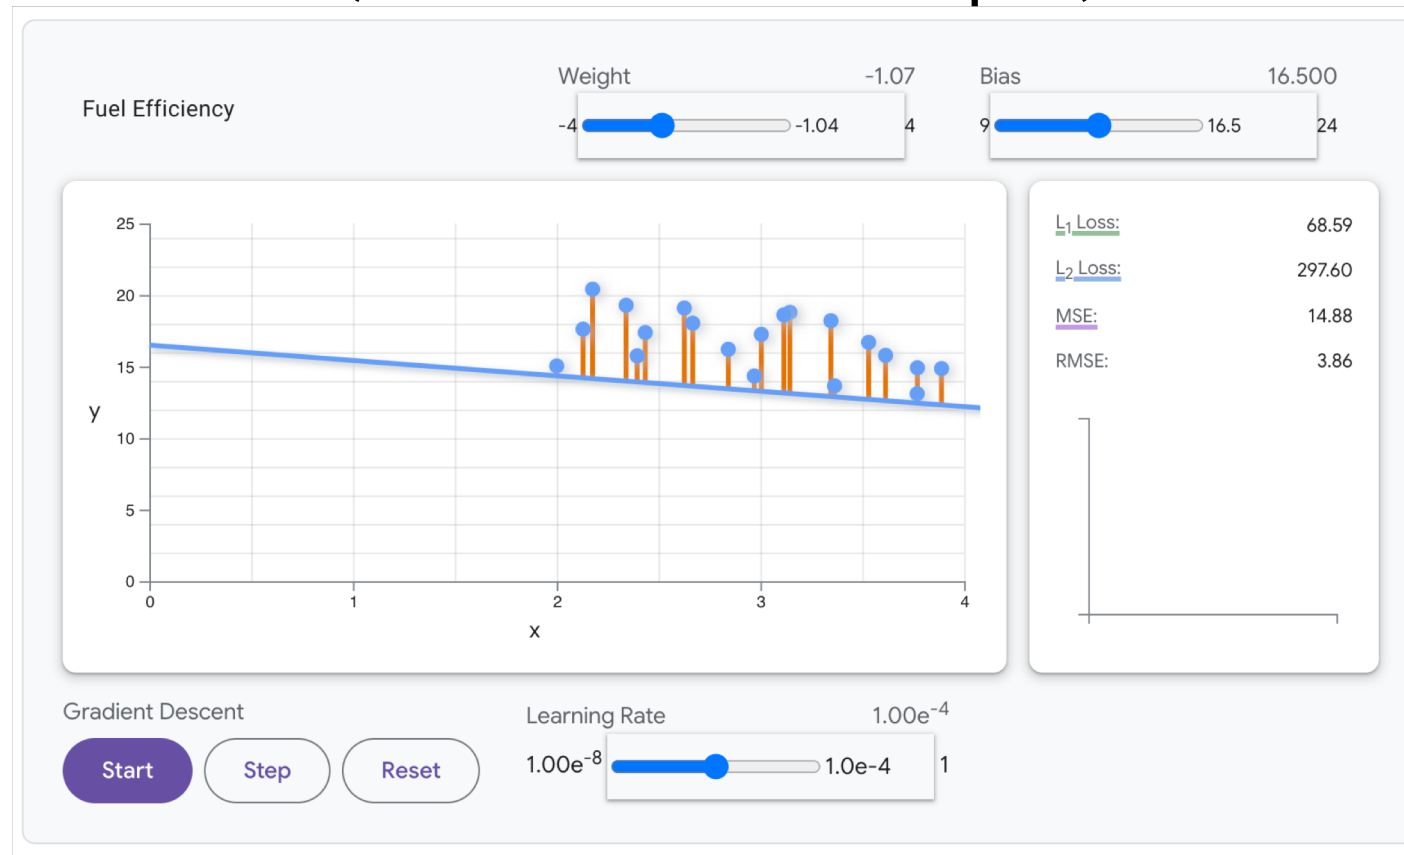 Weight -1.07 Bias 16.500
Fuel Efficiency
-4 -1.04 4 9 16.5 24
25
20
15
10
5
0
y
0 1 2 3 4
x
L1 Loss: 68.59
L2 Loss: 297.60
MSE: 14.88
RMSE: 3.86
Gradient Descent
Start Step Reset
Learning Rate 1.00e-4
1.00e-8 1.0e-4 1